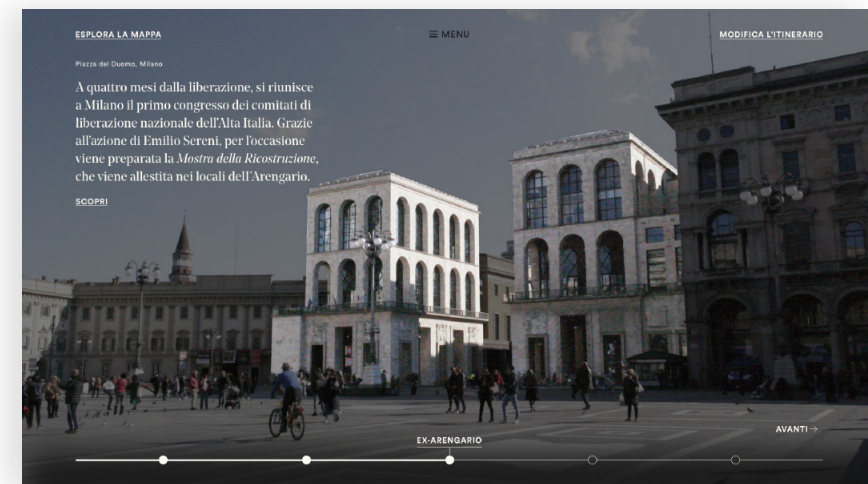 ESPLORA LA MAPPA
MENU
MODIFICA L'ITINERARIO
Piazza del Duomo, Milano
A quattro mesi dalla liberazione, si riunisce
a Milano il primo congresso dei comitati di
liberazione nazionale dell'Alta Italia. Grazie
all'azione di Emilio Sereni, per l'occasione
viene preparata la Mostra della Ricostruzione,
che viene allestita nei locali dell'Arengario.
SCOPRI
AVANTI →
EX-ARENGARIO